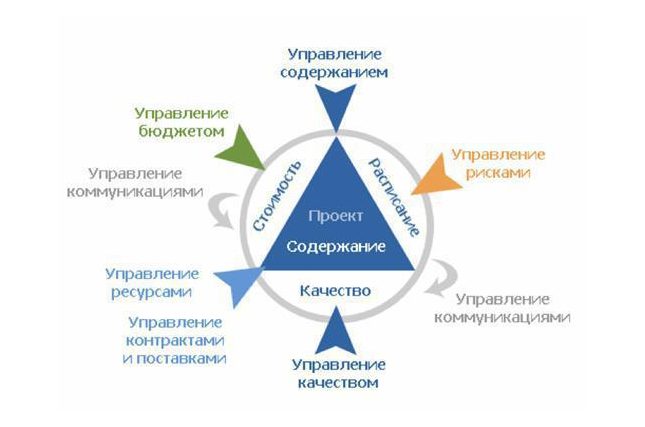 Управление
содержанием
Управление
бюджетом
Управление
рисками
Управление
коммуникациями
Стоимость
Расписание
Проект
Содержание
Управление
ресурсами
Качество
Управление
коммуникациями
Управление
контрактами
и поставками
Управление
качеством